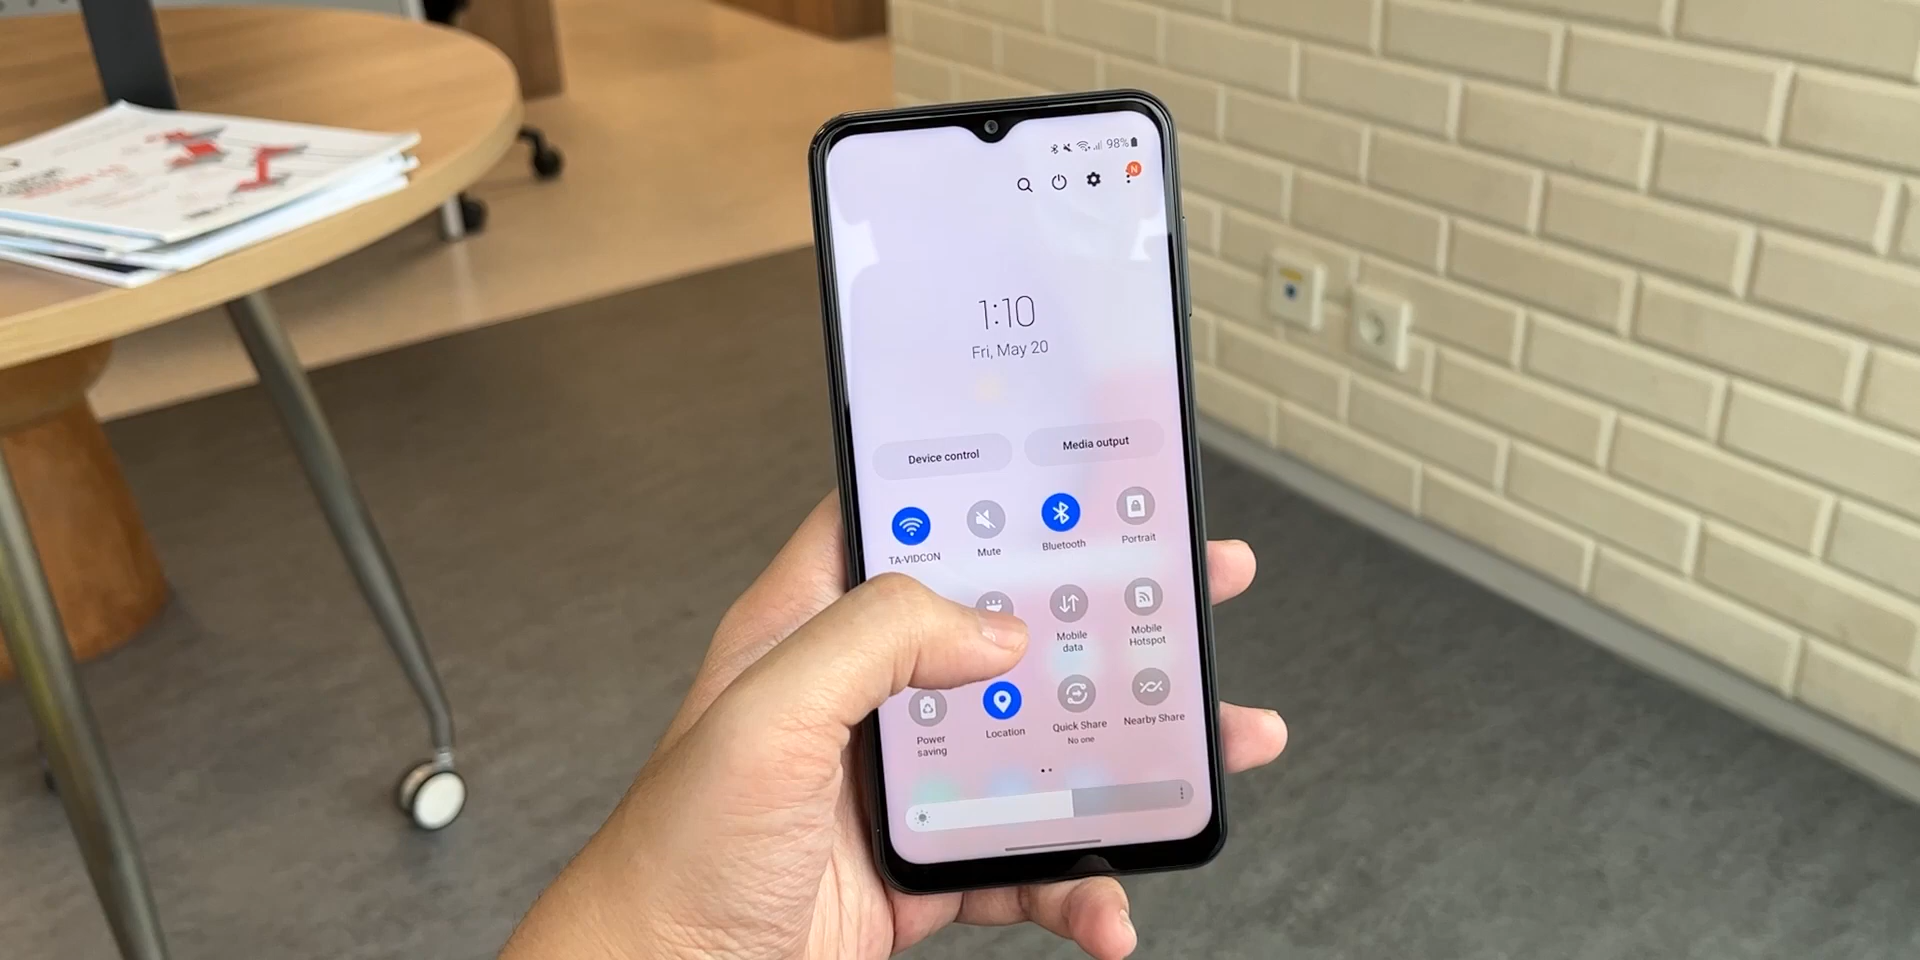 98%
N
1:10
Fri, May 20
Device control
Media output
TA-VIDCON
Mute
Bluetooth
Portrait
Mobile
data
Mobile
Hotspot
Power
saving
Location
Quick Share
No one
Nearby Share